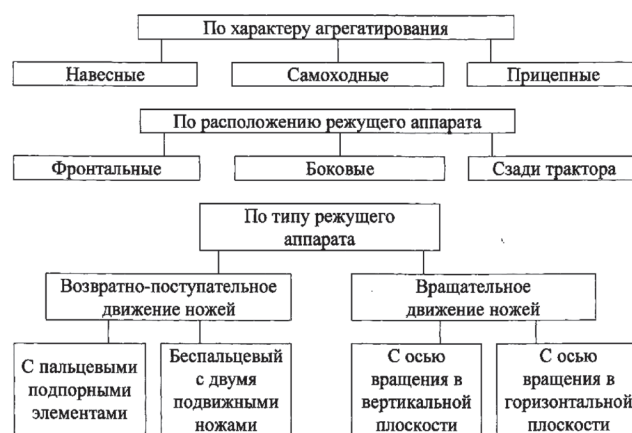 По характеру агрегатирования
Навесные
Самоходные
Прицепные
По расположению режущего аппарата
Фронтальные
Боковые
Сзади трактора
По типу режущего
аппарата
Возвратно-поступательное
движение ножей
Вращательное
движение ножей
С пальцевыми
подпорными
элементами
Беспальцевый
с двумя
подвижными
ножами
С осью
вращения в
вертикальной
плоскости
С осью
вращения в
горизонтальной
плоскости